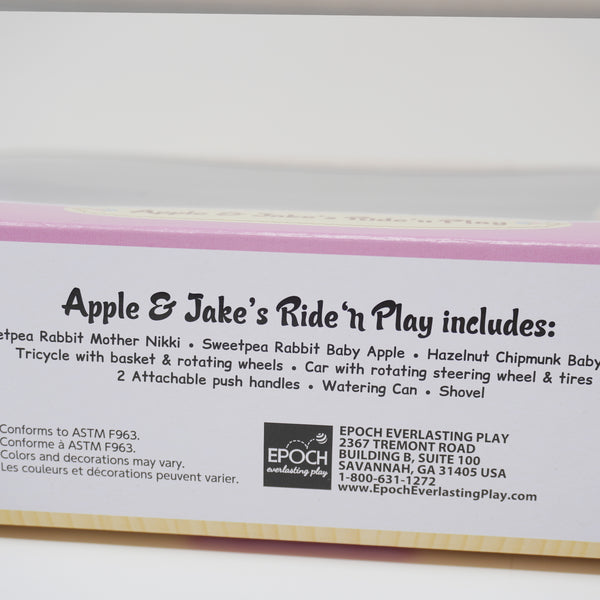 Apple & Jake's Ride 'n Play
Apple & Jake's Ride 'n Play includes:
Rabbit Mother Nikki • Sweetpea Rabbit Baby Apple • Hazelnut Chipmunk Baby
Tricycle with basket & rotating wheels • Car with rotating steering wheel & tires
2 Attachable push handles • Watering Can • Shovel
Conforms to ASTM F963.
Conforme à ASTM F963.
Colors and decorations may vary.
Les couleurs et décorations peuvent varier.
EPOCH
everlasting play
EPOCH EVERLASTING PLAY
2367 TREMONT ROAD
BUILDING B, SUITE 100
SAVANNAH, GA 31405 USA
1-800-631-1272
www.EpochEverlastingPlay.com